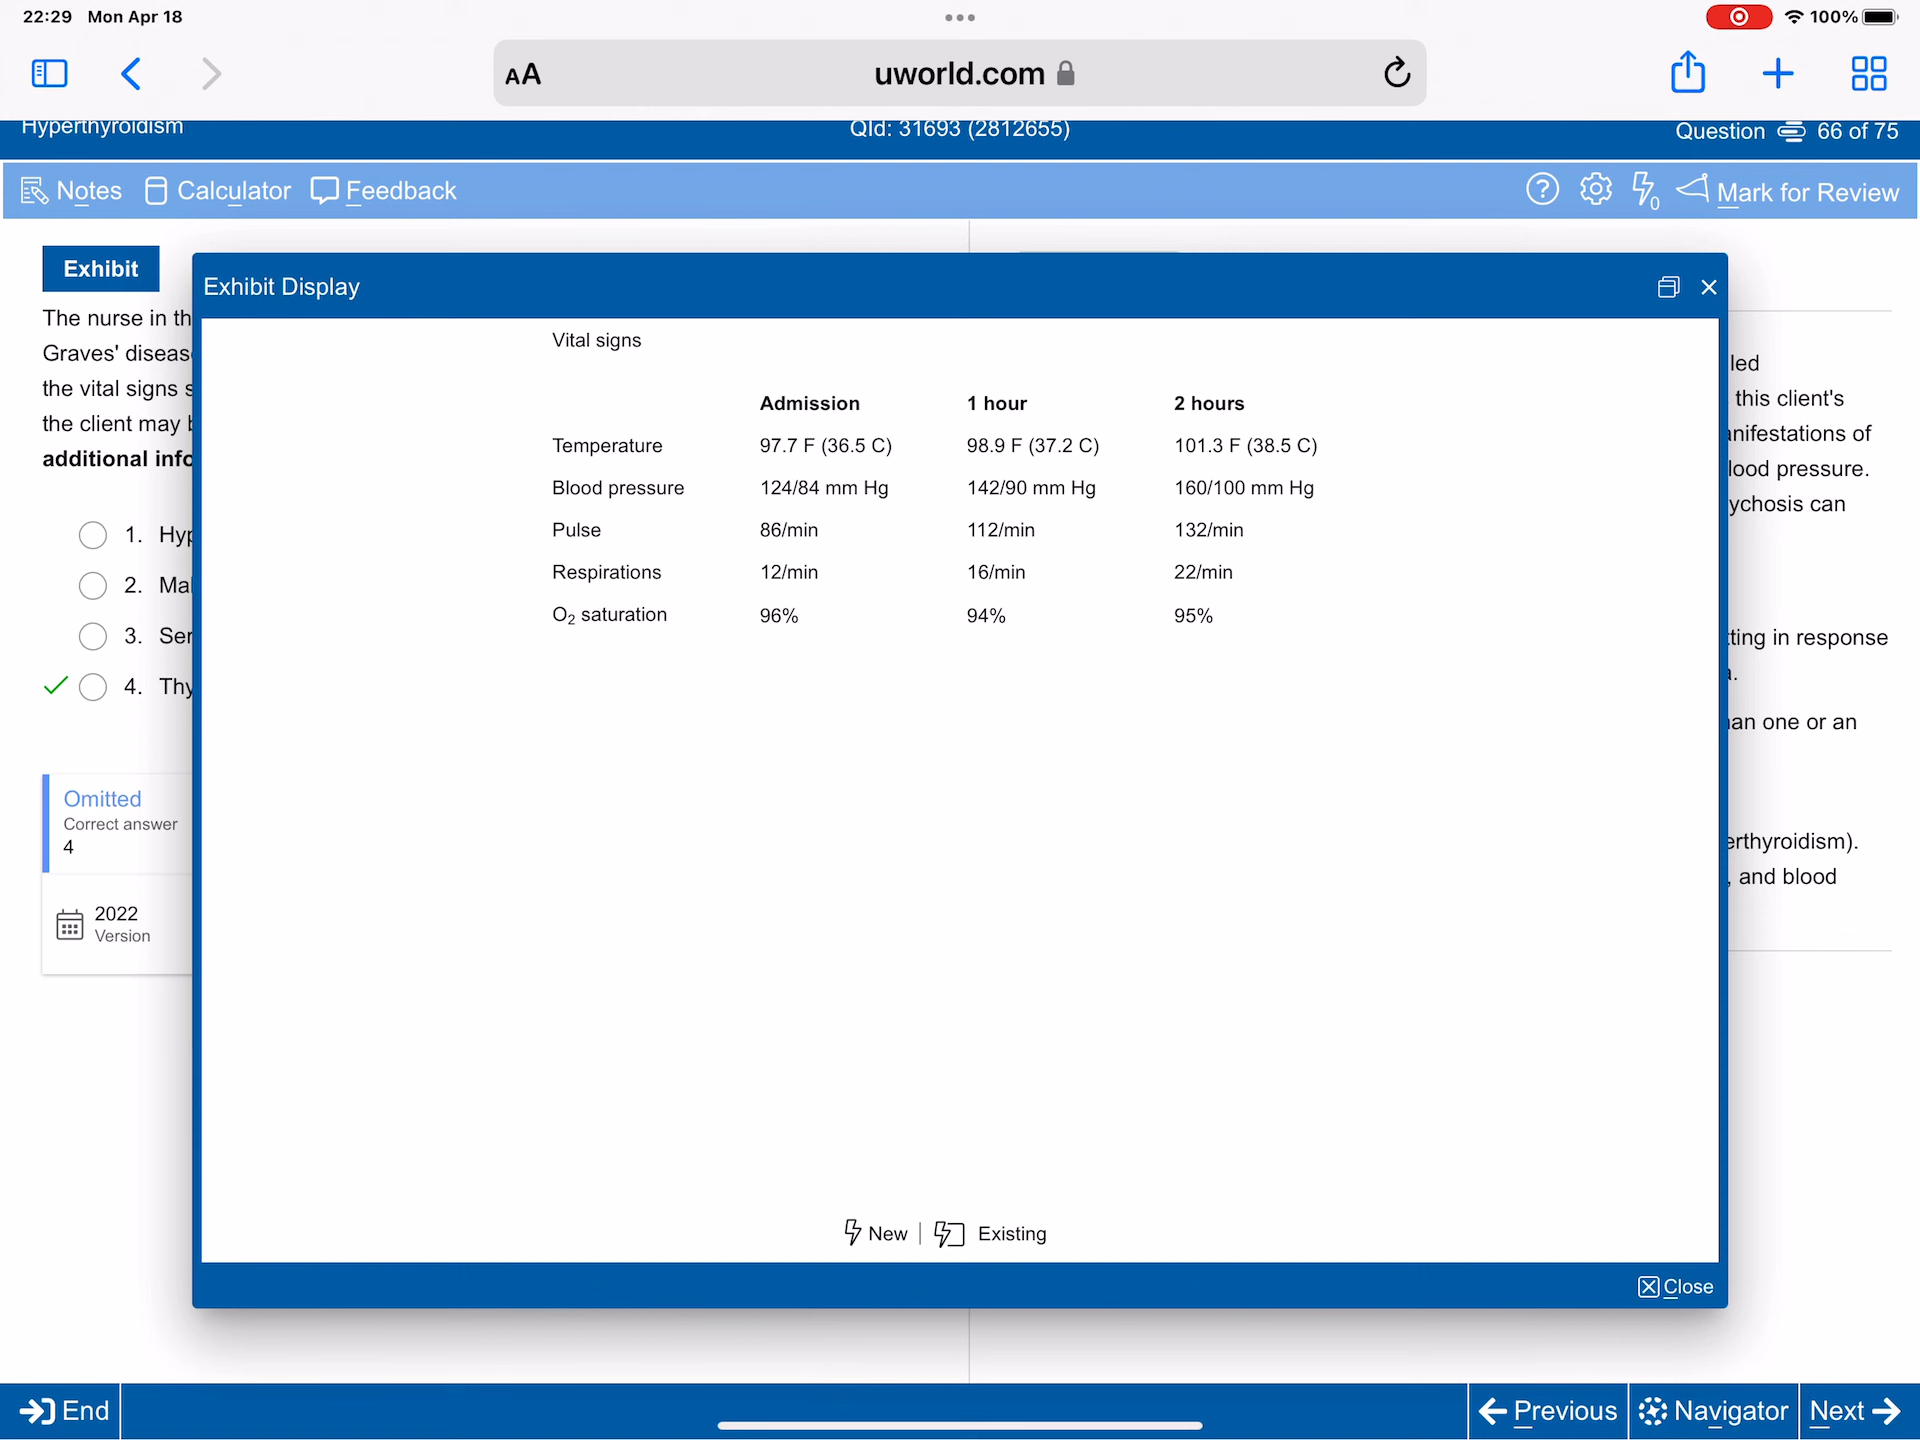 22:29 Mon Apr 18
100%
AA
uworld.com
Hyperthyroidism
QId: 31693 (2812655)
Question 66 of 75
Notes
Calculator
Feedback
0
Mark for Review
Exhibit
The nurse in th
Graves' diseas
the vital signs s
the client may b
additional info
1. Hyp
2. Mal
3. Ser
4. Thy
Omitted
Correct answer
4
2022
Version
Exhibit Display
Vital signs
Admission 1 hour 2 hours
Temperature 97.7 F (36.5 C) 98.9 F (37.2 C) 101.3 F (38.5 C)
Blood pressure 124/84 mm Hg 142/90 mm Hg 160/100 mm Hg
Pulse 86/min 112/min 132/min
Respirations 12/min 16/min 22/min
O2 saturation 96% 94% 95%
New | Existing
Close
led
this client's
anifestations of
lood pressure.
ychosis can
tting in response
an one or an
erthyroidism).
, and blood
End
Previous
Navigator
Next